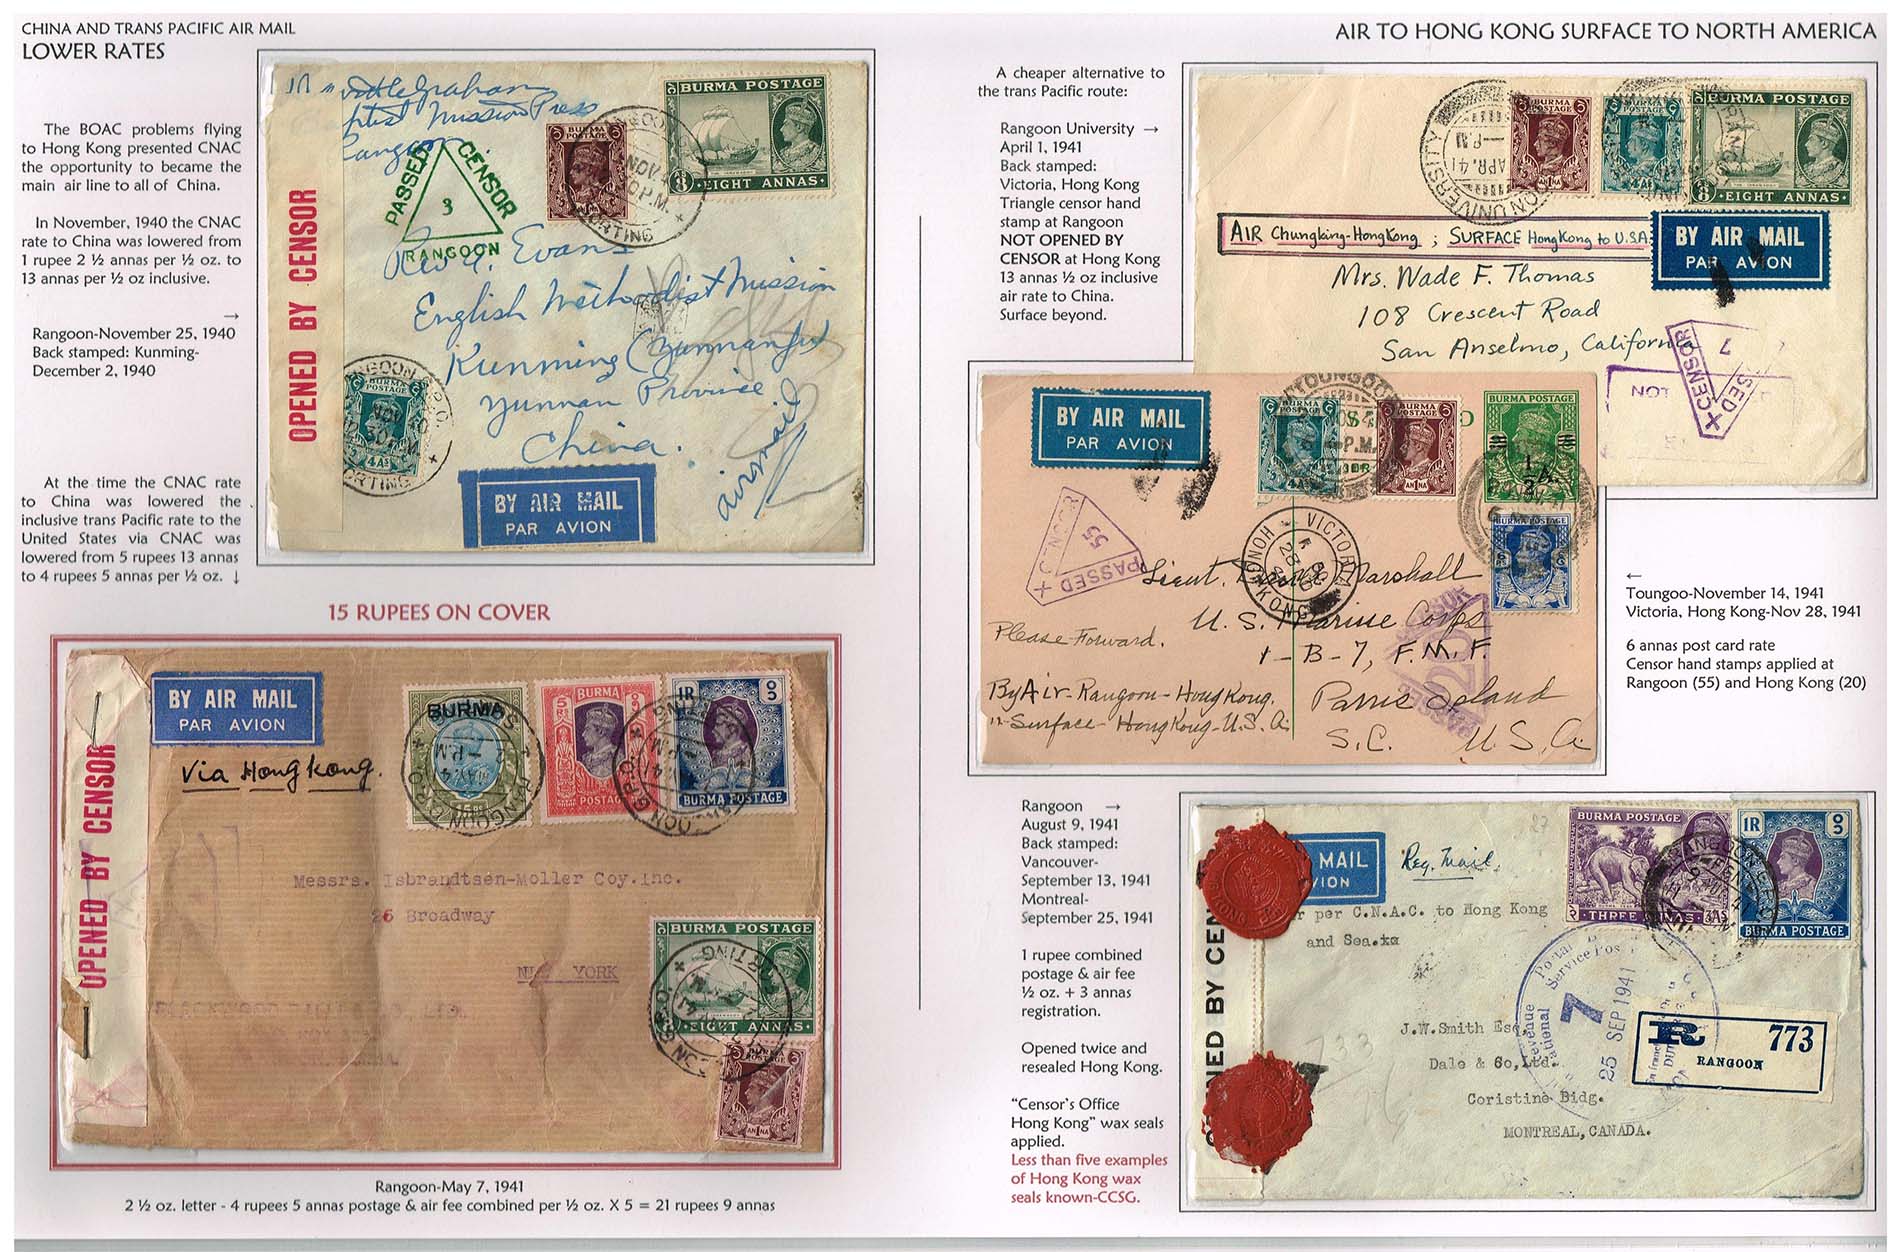 CHINA AND TRANS PACIFIC AIR MAIL
LOWER RATES
The BOAC problems flying
to Hong Kong presented CNAC
the opportunity to became the
main air line to all of China.
In November, 1940 the CNAC
rate to China was lowered from
1 rupee 2 ½ annas per ½ oz. to
13 annas per ½ oz inclusive.
→
Rangoon-November 25, 1940
Back stamped: Kunming-
December 2, 1940
At the time the CNAC rate
to China was lowered the
inclusive trans Pacific rate to the
United States via CNAC was
lowered from 5 rupees 13 annas
to 4 rupees 5 annas per ½ oz. ↓
Mission Press
Rangoon
PASSED CENSOR
3
RANGOON
BURMA POSTAGE
EIGHT ANNAS
OPENED BY CENSOR
Rev. Evans
English Methodist Mission
Kunming (Yunnanfu)
Yunnan Province
China.
airmail
BY AIR MAIL
PAR AVION
15 RUPEES ON COVER
OPENED BY CENSOR
BY AIR MAIL
PAR AVION
Via Hong Kong.
BURMA
BURMA
POSTAGE
1R
BURMA POSTAGE
Messrs. Isbrandtsen-Moller Coy.inc.
26 Broadway
NEW YORK
BURMA POSTAGE
EIGHT ANNAS
Rangoon-May 7, 1941
2 ½ oz. letter - 4 rupees 5 annas postage & air fee combined per ½ oz. X 5 = 21 rupees 9 annas
AIR TO HONG KONG SURFACE TO NORTH AMERICA
A cheaper alternative to
the trans Pacific route:
Rangoon University →
April 1, 1941
Back stamped:
Victoria, Hong Kong
Triangle censor hand
stamp at Rangoon
NOT OPENED BY
CENSOR at Hong Kong
13 annas ½ oz inclusive
air rate to China.
Surface beyond.
BURMA POSTAGE
EIGHT ANNAS
AIR Chungking-HongKong ; SURFACE HongKong to U.S.A.
BY AIR MAIL
PAR AVION
Mrs. Wade F. Thomas
108 Crescent Road
San Anselmo, California
CENSOR
7
NOT
BY AIR MAIL
PAR AVION
TOUNGOO
BURMA POSTAGE
PASSED CENSOR
55
VICTORIA
HONG KONG
BURMA POSTAGE
Lieut. Marshall
U. S. Marine Corps
1-B-7, F.M.F.
Parris Island
S.C. U.S.A.
Please Forward.
By Air-Rangoon-HongKong.
Surface-HongKong-U.S.A.
20
←
Toungoo-November 14, 1941
Victoria, Hong Kong-Nov 28, 1941
6 annas post card rate
Censor hand stamps applied at
Rangoon (55) and Hong Kong (20)
Rangoon →
August 9, 1941
Back stamped:
Vancouver-
September 13, 1941
Montreal-
September 25, 1941
1 rupee combined
postage & air fee
½ oz. + 3 annas
registration.
Opened twice and
resealed Hong Kong.
"Censor's Office
Hong Kong" wax seals
applied.
Less than five examples
of Hong Kong wax
seals known-CCSG.
MAIL
Reg. Mail.
27
BURMA POSTAGE
THREE ANNAS 3As
1R
BURMA POSTAGE
per C.N.A.C. to Hong Kong
and Sea.
7
25 SEP 1941
R 773
RANGOON
J.W.Smith Esq.
Dale & Co,Ltd.
Coristine Bldg.
MONTREAL,CANADA.